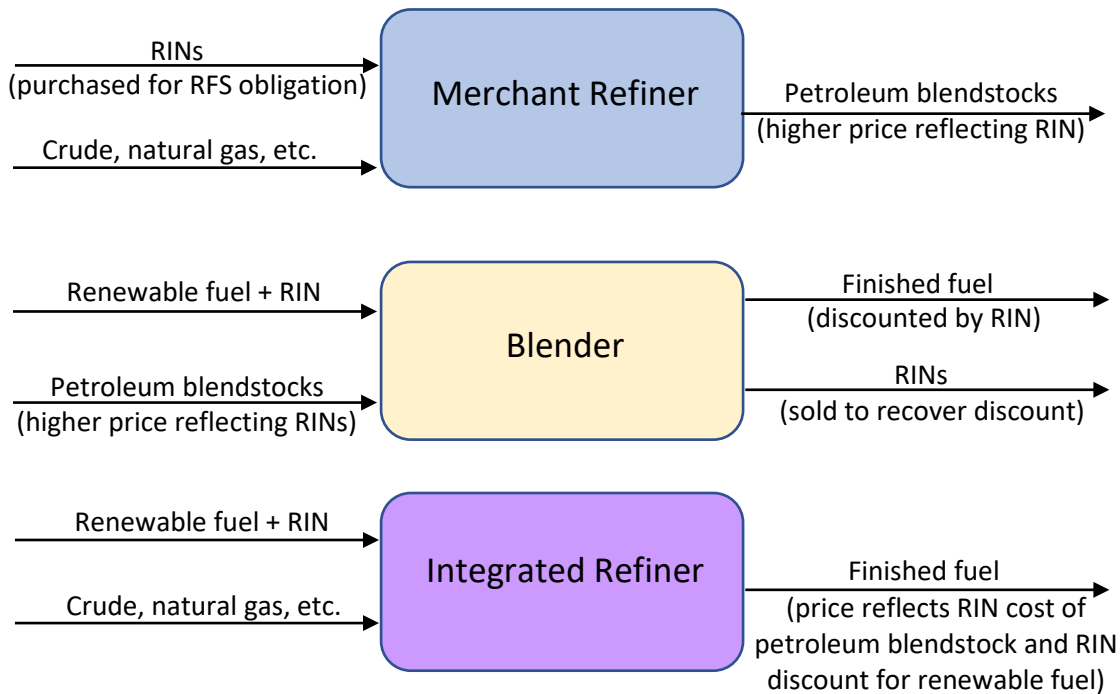 RINs
(purchased for RFS obligation)
Crude, natural gas, etc.
Merchant Refiner
Petroleum blendstocks
(higher price reflecting RIN)
Renewable fuel + RIN
Petroleum blendstocks
(higher price reflecting RINs)
Blender
Finished fuel
(discounted by RIN)
RINs
(sold to recover discount)
Renewable fuel + RIN
Crude, natural gas, etc.
Integrated Refiner
Finished fuel
(price reflects RIN cost of
petroleum blendstock and RIN
discount for renewable fuel)